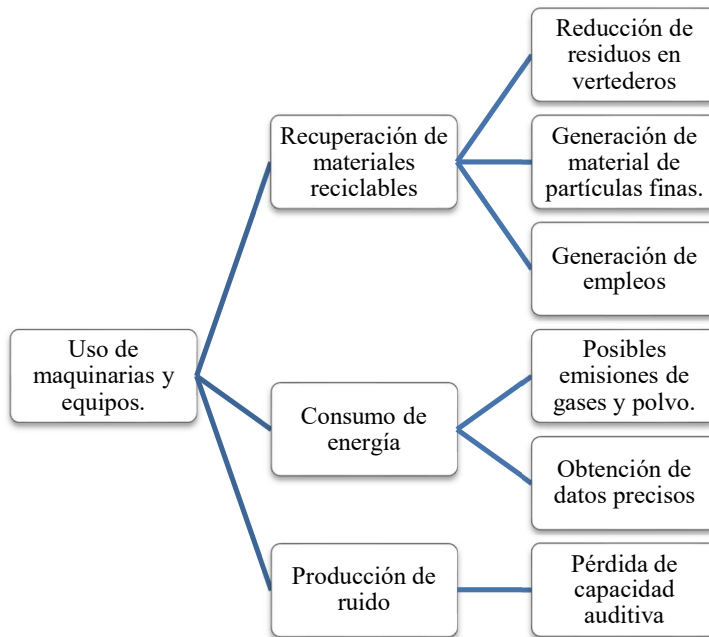 Reducción de
residuos en
vertederos
Recuperación de
materiales
reciclables
Generación de
material de
partículas finas.
Generación de
empleos
Uso de
maquinarias y
equipos.
Consumo de
energía
Posibles
emisiones de
gases y polvo.
Obtención de
datos precisos
Producción de
ruido
Pérdida de
capacidad
auditiva